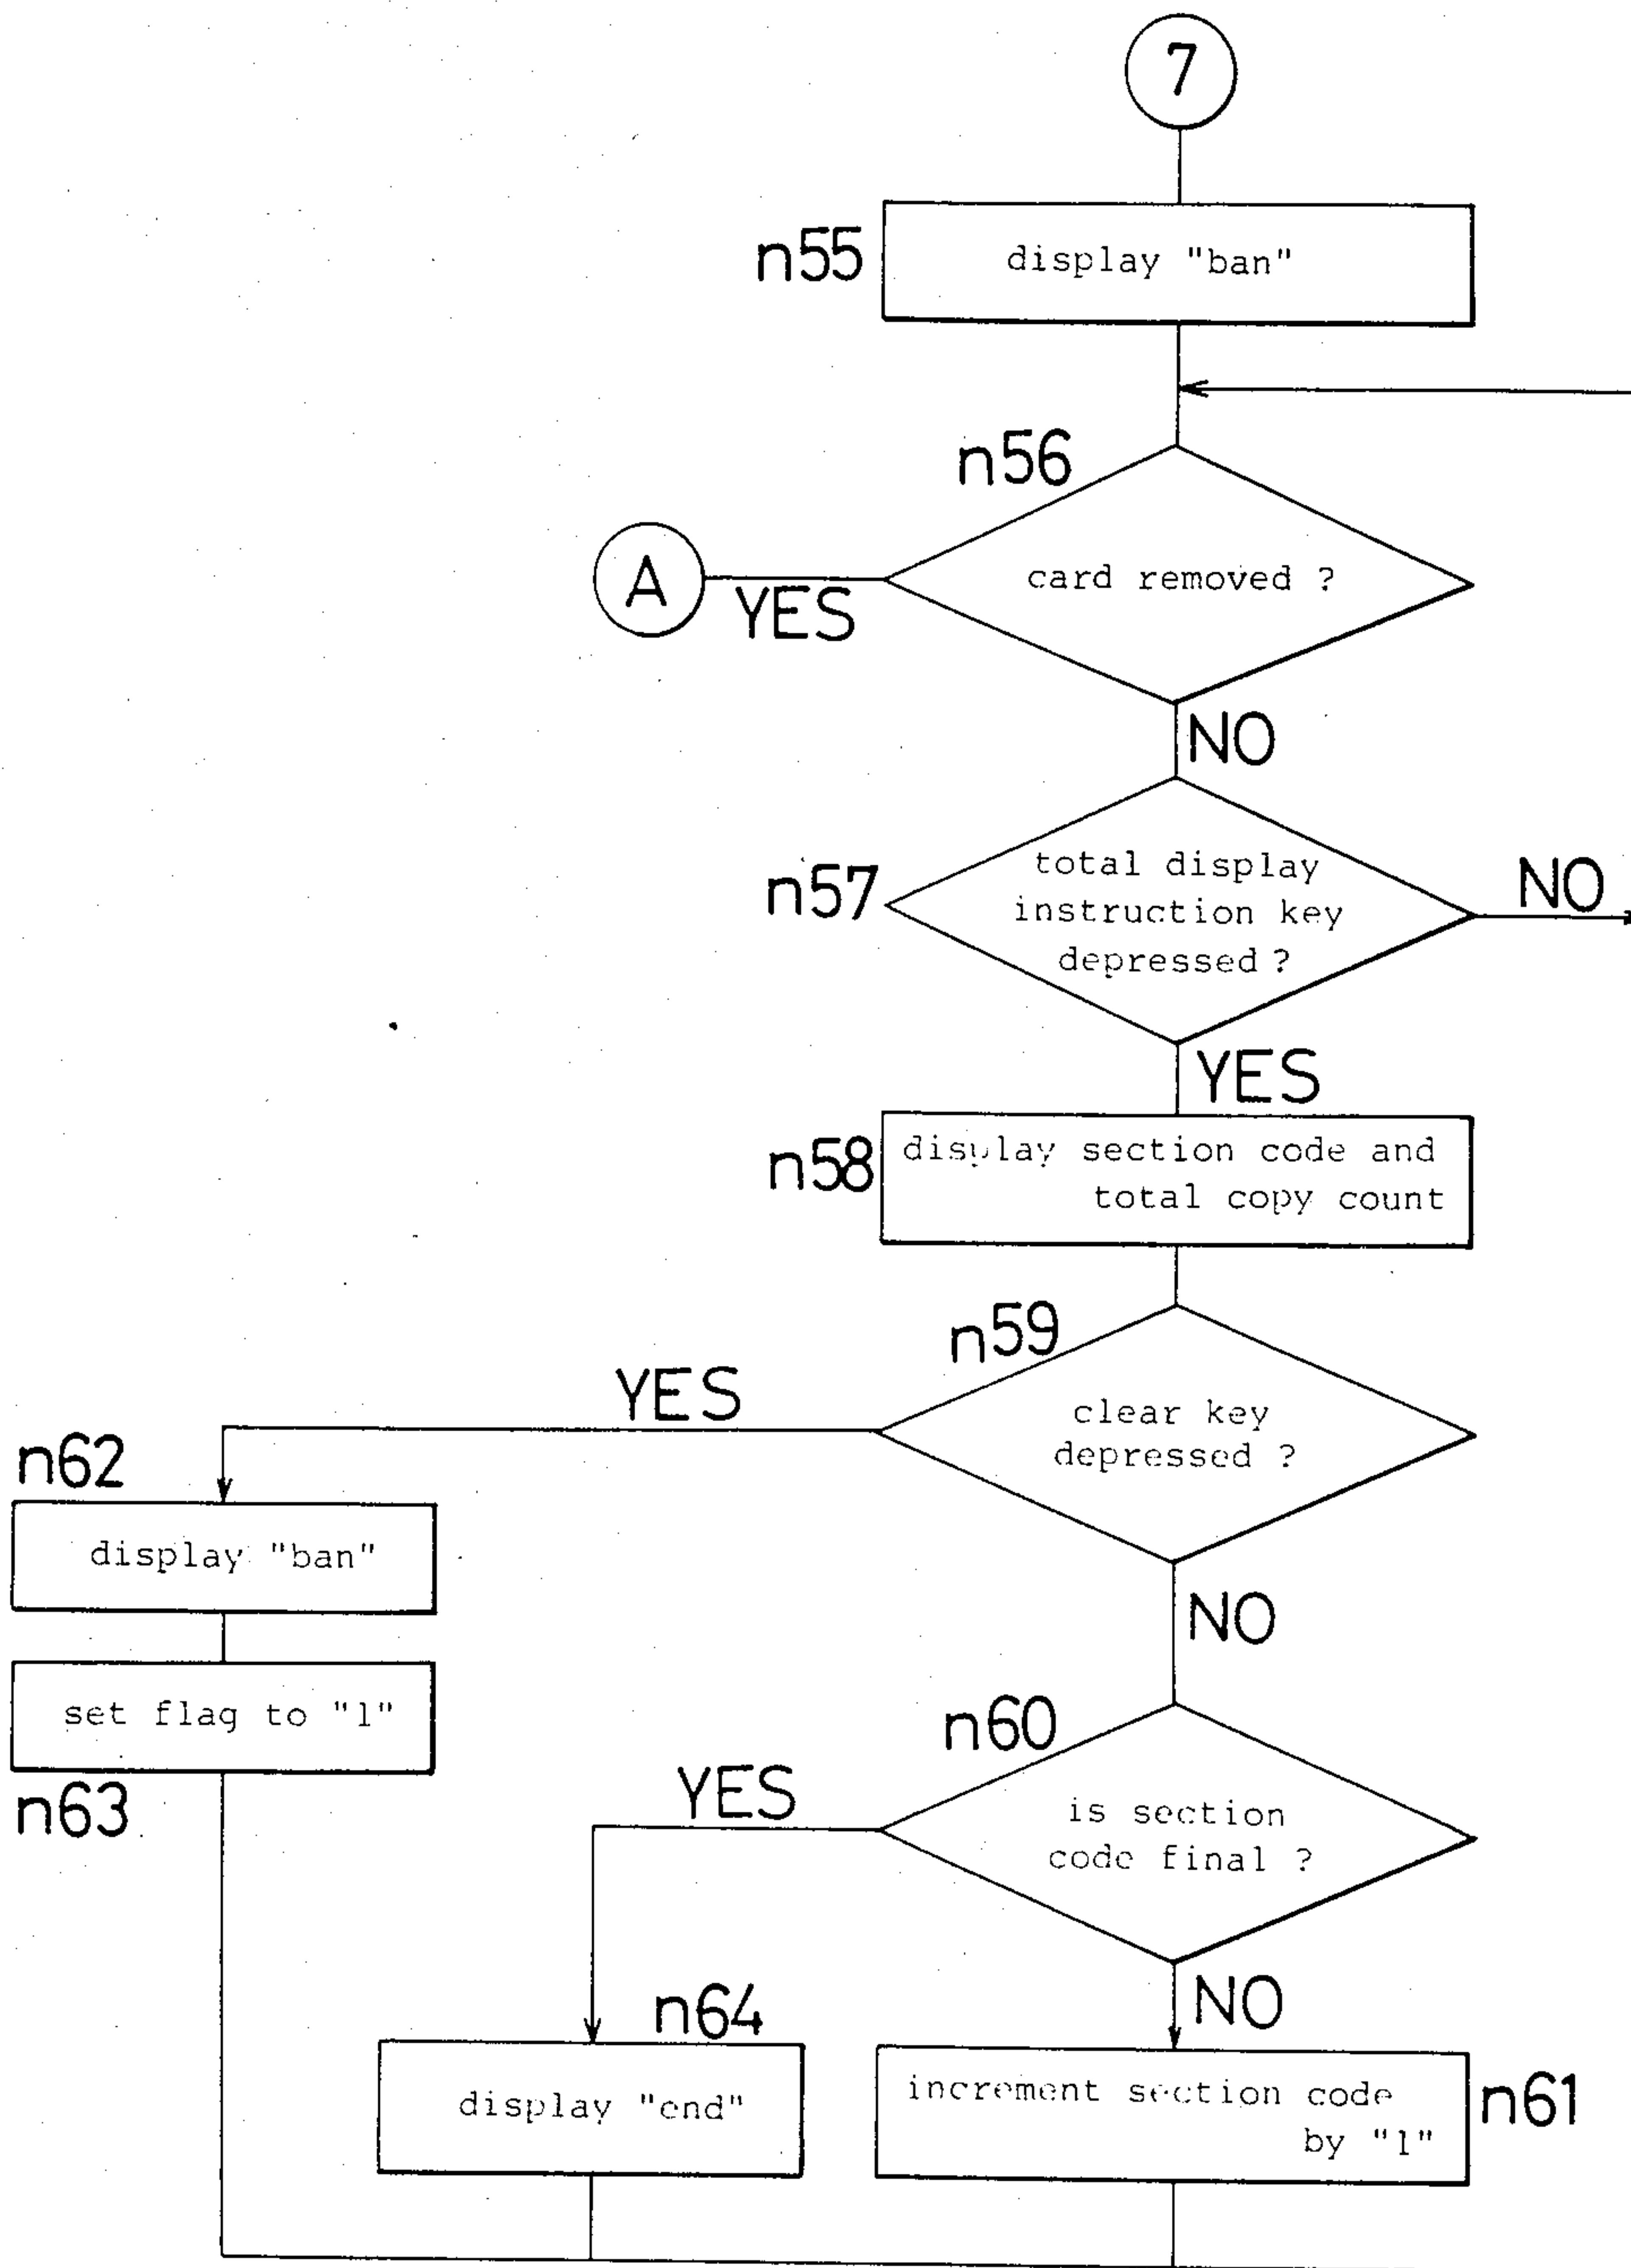 7
n55
display "ban"
n56
card removed ?
A
YES
NO
n57
total display
instruction key
depressed ?
NO
YES
n58
display section code and
total copy count
n59
clear key
depressed ?
YES
n62
display "ban"
NO
set flag to "1"
n63
n60
is section
code final ?
YES
NO
n64
display "end"
increment section code
by "1"
n61